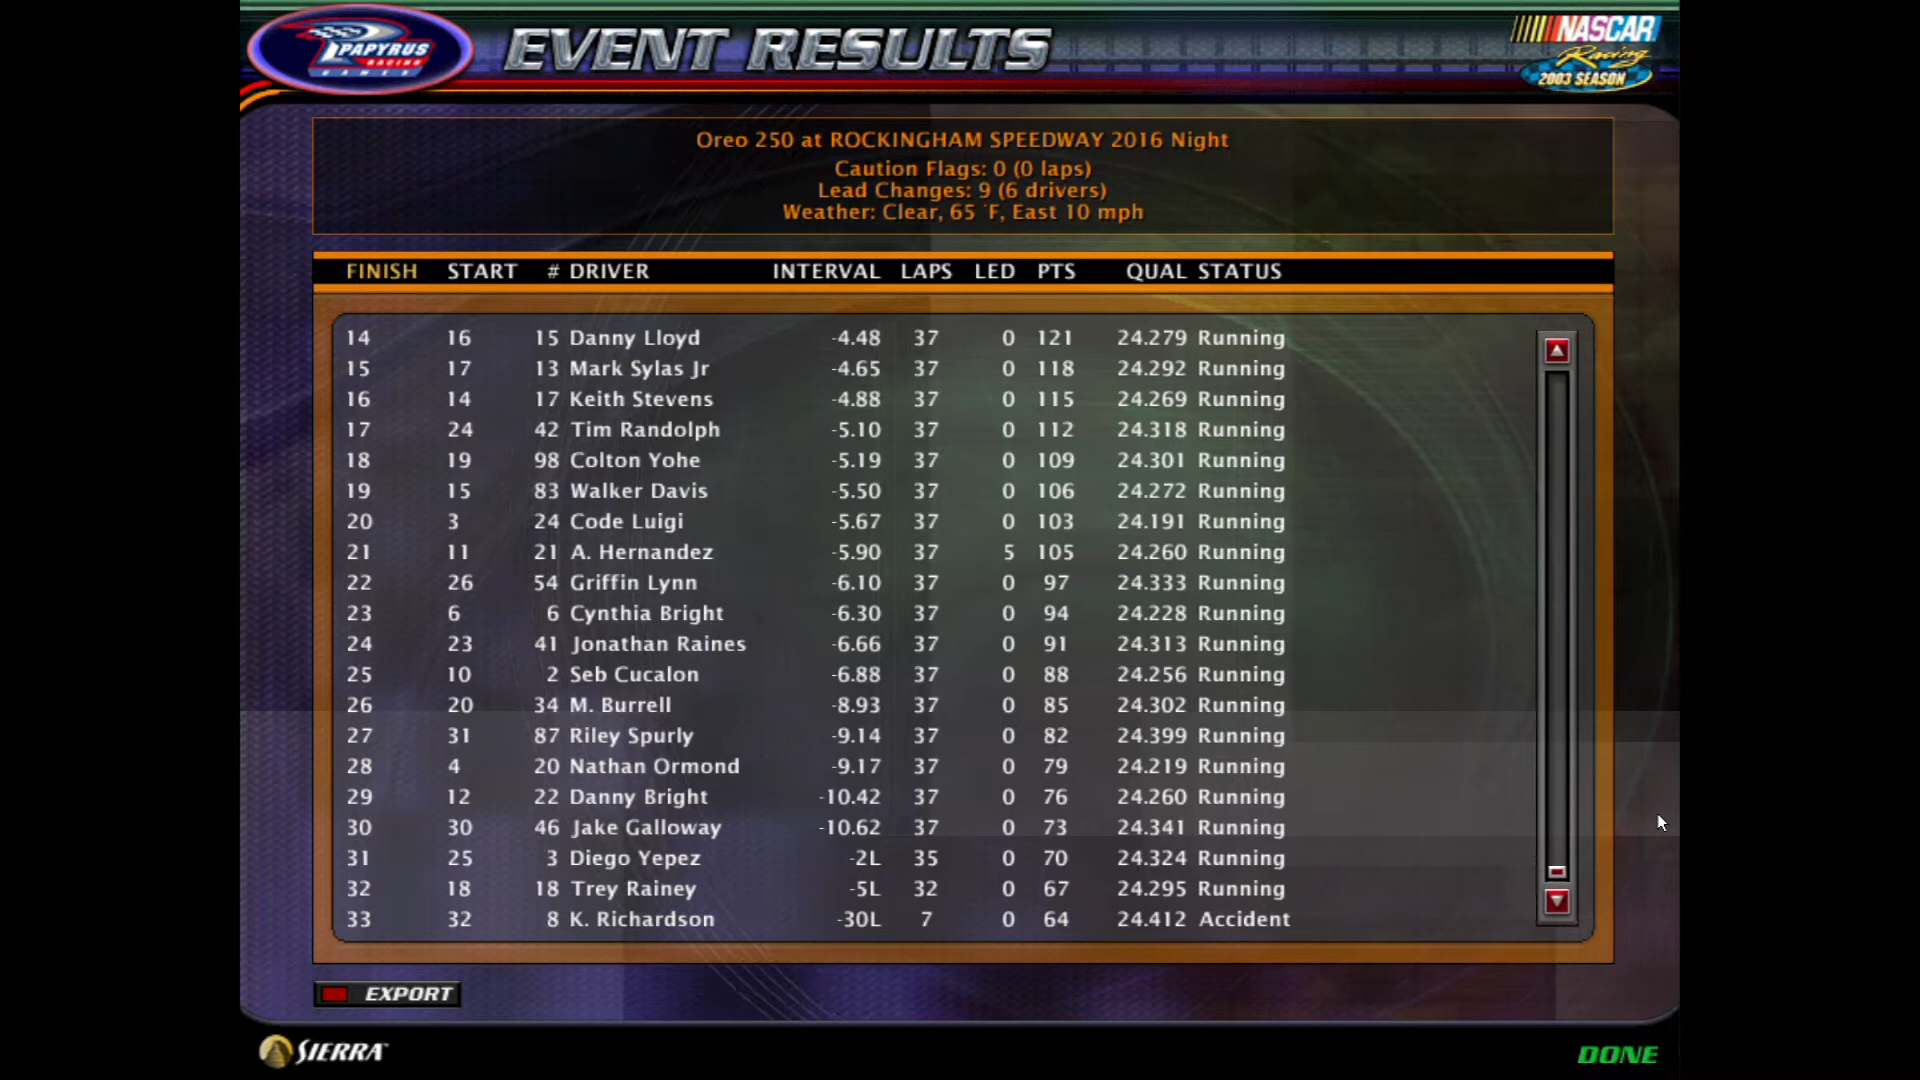 PAPYRUS
RACING
GAMES
EVENT RESULTS
NASCAR
Racing
2003 SEASON
Oreo 250 at ROCKINGHAM SPEEDWAY 2016 Night
Caution Flags: 0 (0 laps)
Lead Changes: 9 (6 drivers)
Weather: Clear, 65 °F, East 10 mph
FINISH START # DRIVER INTERVAL LAPS LED PTS QUAL STATUS
14 16 15 Danny Lloyd -4.48 37 0 121 24.279 Running
15 17 13 Mark Sylas Jr -4.65 37 0 118 24.292 Running
16 14 17 Keith Stevens -4.88 37 0 115 24.269 Running
17 24 42 Tim Randolph -5.10 37 0 112 24.318 Running
18 19 98 Colton Yohe -5.19 37 0 109 24.301 Running
19 15 83 Walker Davis -5.50 37 0 106 24.272 Running
20 3 24 Code Luigi -5.67 37 0 103 24.191 Running
21 11 21 A. Hernandez -5.90 37 5 105 24.260 Running
22 26 54 Griffin Lynn -6.10 37 0 97 24.333 Running
23 6 6 Cynthia Bright -6.30 37 0 94 24.228 Running
24 23 41 Jonathan Raines -6.66 37 0 91 24.313 Running
25 10 2 Seb Cucalon -6.88 37 0 88 24.256 Running
26 20 34 M. Burrell -8.93 37 0 85 24.302 Running
27 31 87 Riley Spurly -9.14 37 0 82 24.399 Running
28 4 20 Nathan Ormond -9.17 37 0 79 24.219 Running
29 12 22 Danny Bright -10.42 37 0 76 24.260 Running
30 30 46 Jake Galloway -10.62 37 0 73 24.341 Running
31 25 3 Diego Yepez -2L 35 0 70 24.324 Running
32 18 18 Trey Rainey -5L 32 0 67 24.295 Running
33 32 8 K. Richardson -30L 7 0 64 24.412 Accident
EXPORT
SIERRA
DONE